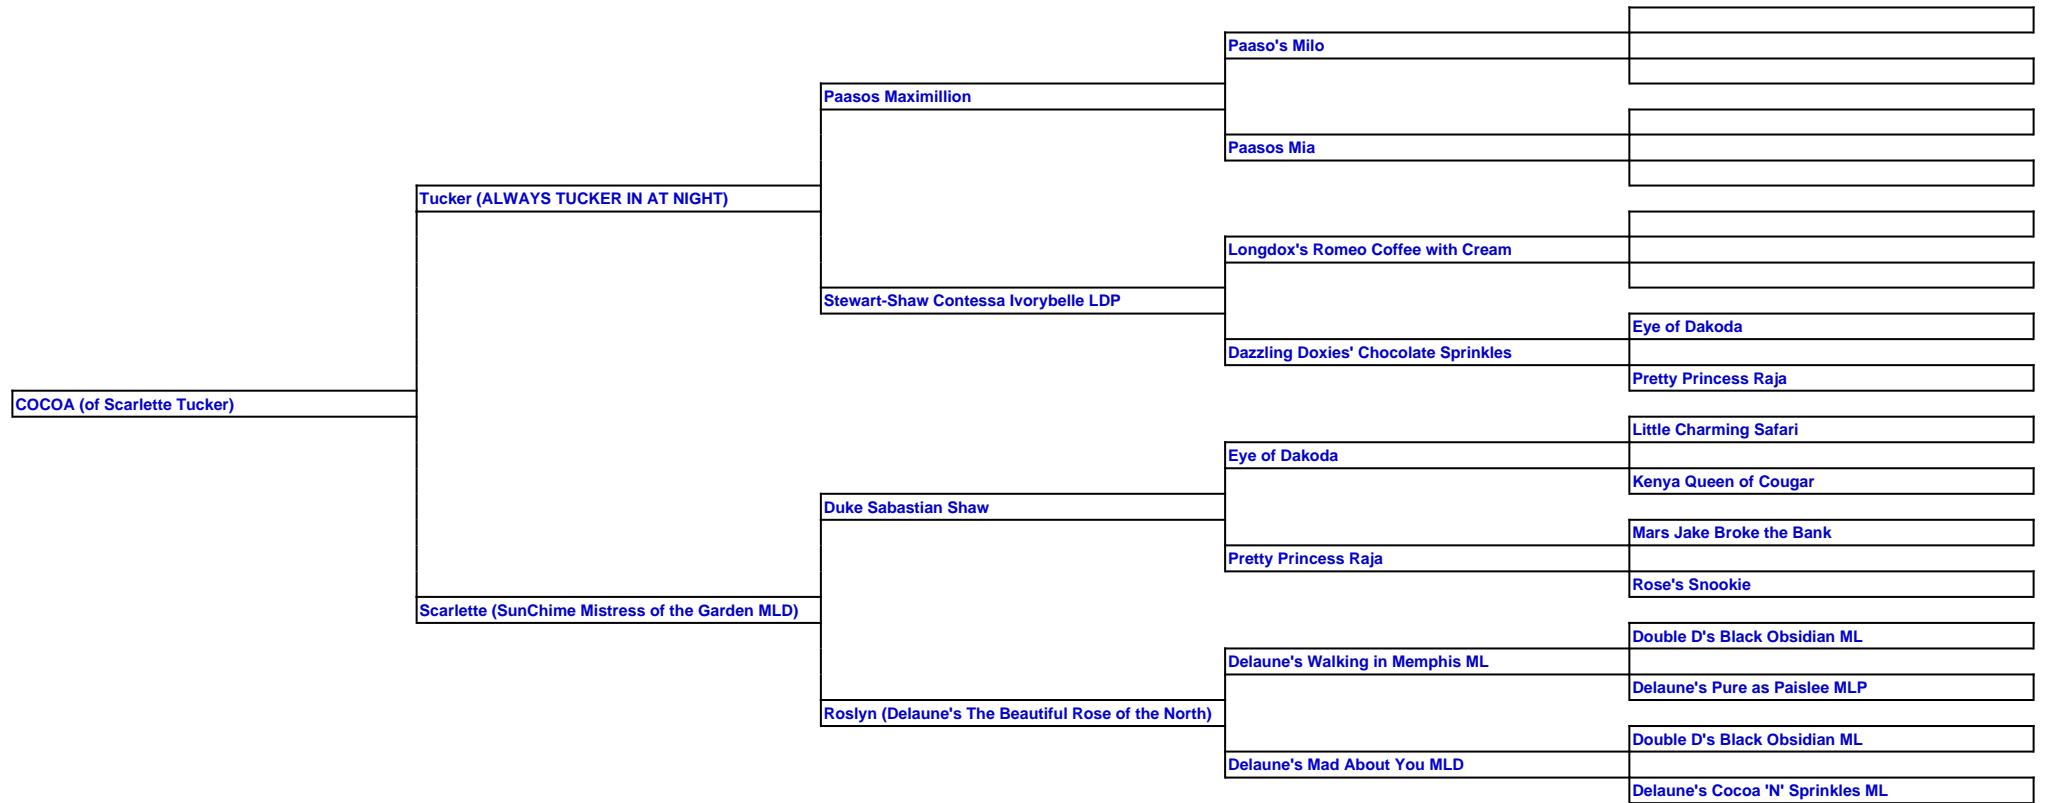 Paaso's Milo
Paasos Maximillion
Paasos Mia
Tucker (ALWAYS TUCKER IN AT NIGHT)
Longdox's Romeo Coffee with Cream
Stewart-Shaw Contessa Ivorybelle LDP
Eye of Dakoda
Dazzling Doxies' Chocolate Sprinkles
Pretty Princess Raja
COCOA (of Scarlette Tucker)
Little Charming Safari
Eye of Dakoda
Kenya Queen of Cougar
Duke Sabastian Shaw
Mars Jake Broke the Bank
Pretty Princess Raja
Rose's Snookie
Scarlette (SunChime Mistress of the Garden MLD)
Double D's Black Obsidian ML
Delaune's Walking in Memphis ML
Delaune's Pure as Paislee MLP
Roslyn (Delaune's The Beautiful Rose of the North)
Double D's Black Obsidian ML
Delaune's Mad About You MLD
Delaune's Cocoa 'N' Sprinkles ML